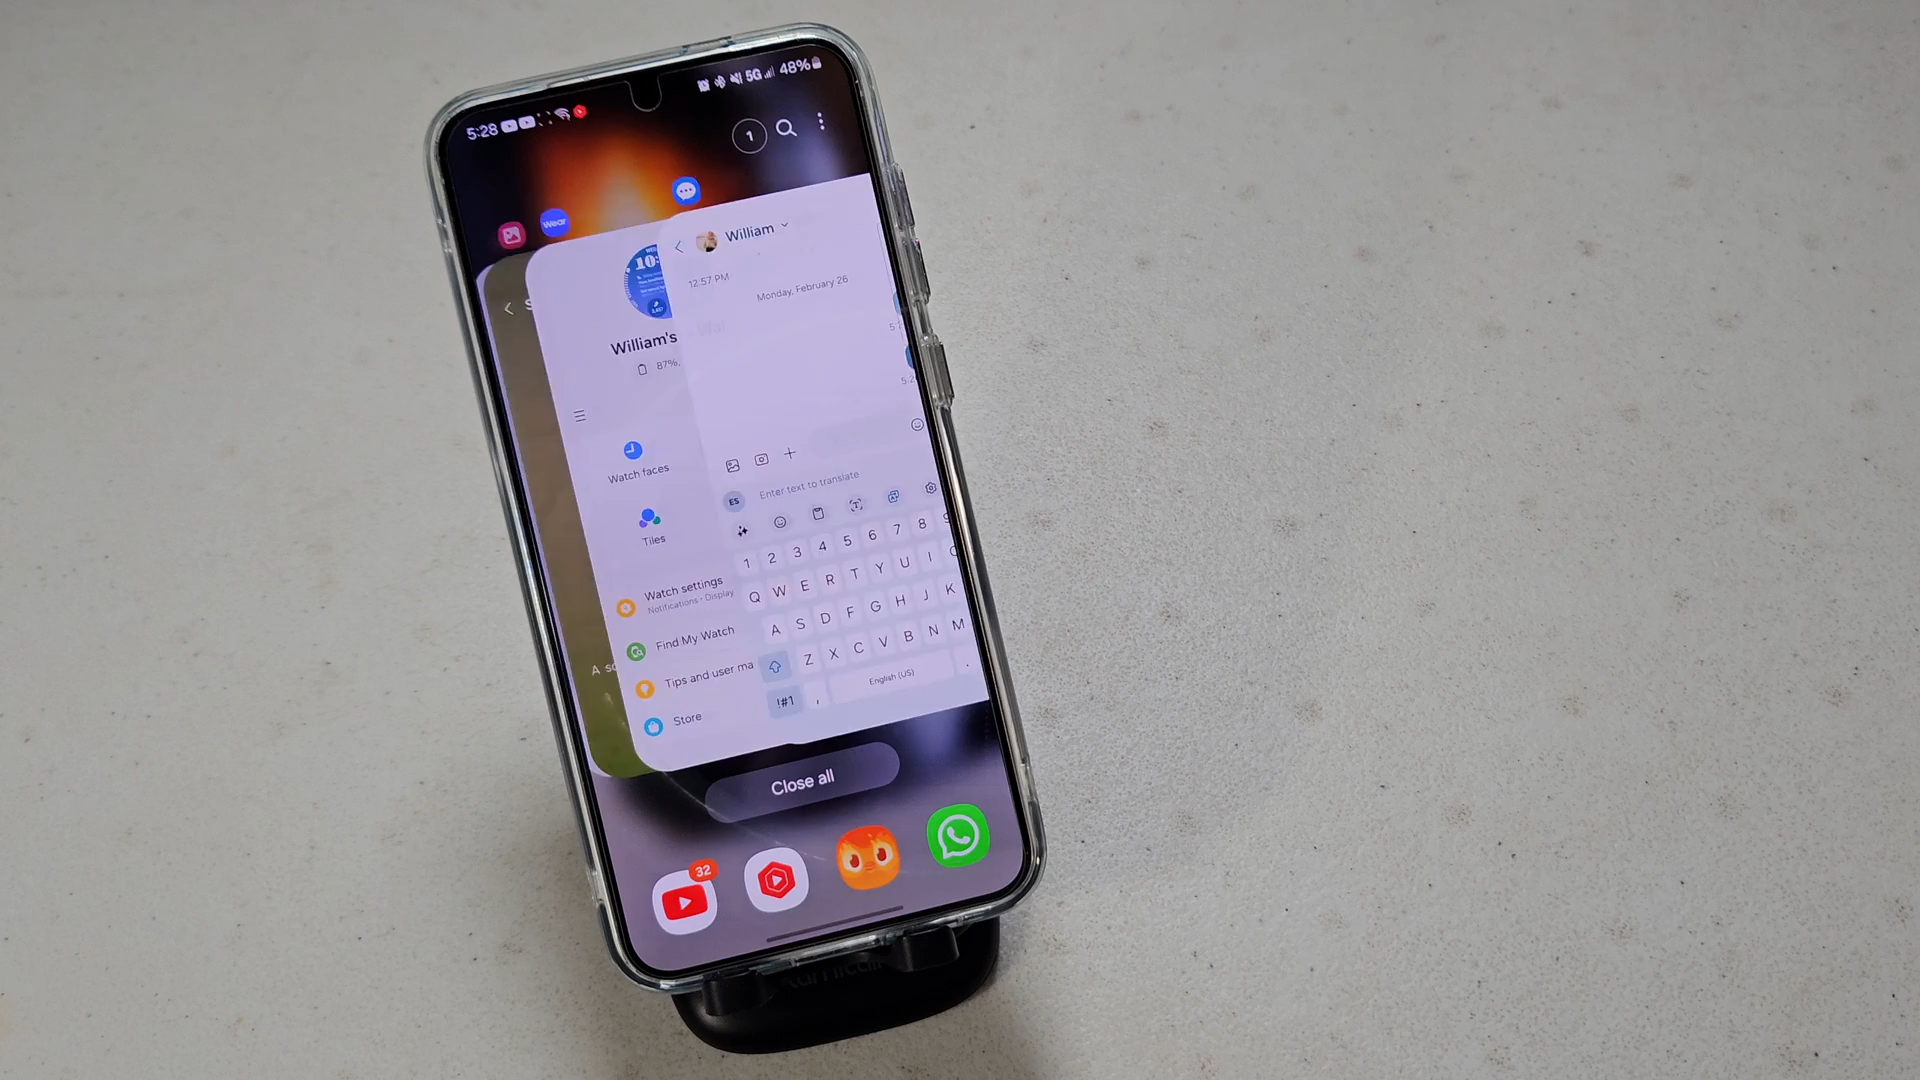 5:28
5G 48%
1
Wear
William
12:57 PM
Monday, February 26
William's
87%
Watch faces
Tiles
ES Enter text to translate
1 2 3 4 5 6 7 8 9
Q W E R T Y U I O
A S D F G H J K
Z X C V B N M
!#1 , English (US) .
Watch settings
Notifications • Display
Find My Watch
Tips and user ma
Store
Close all
32